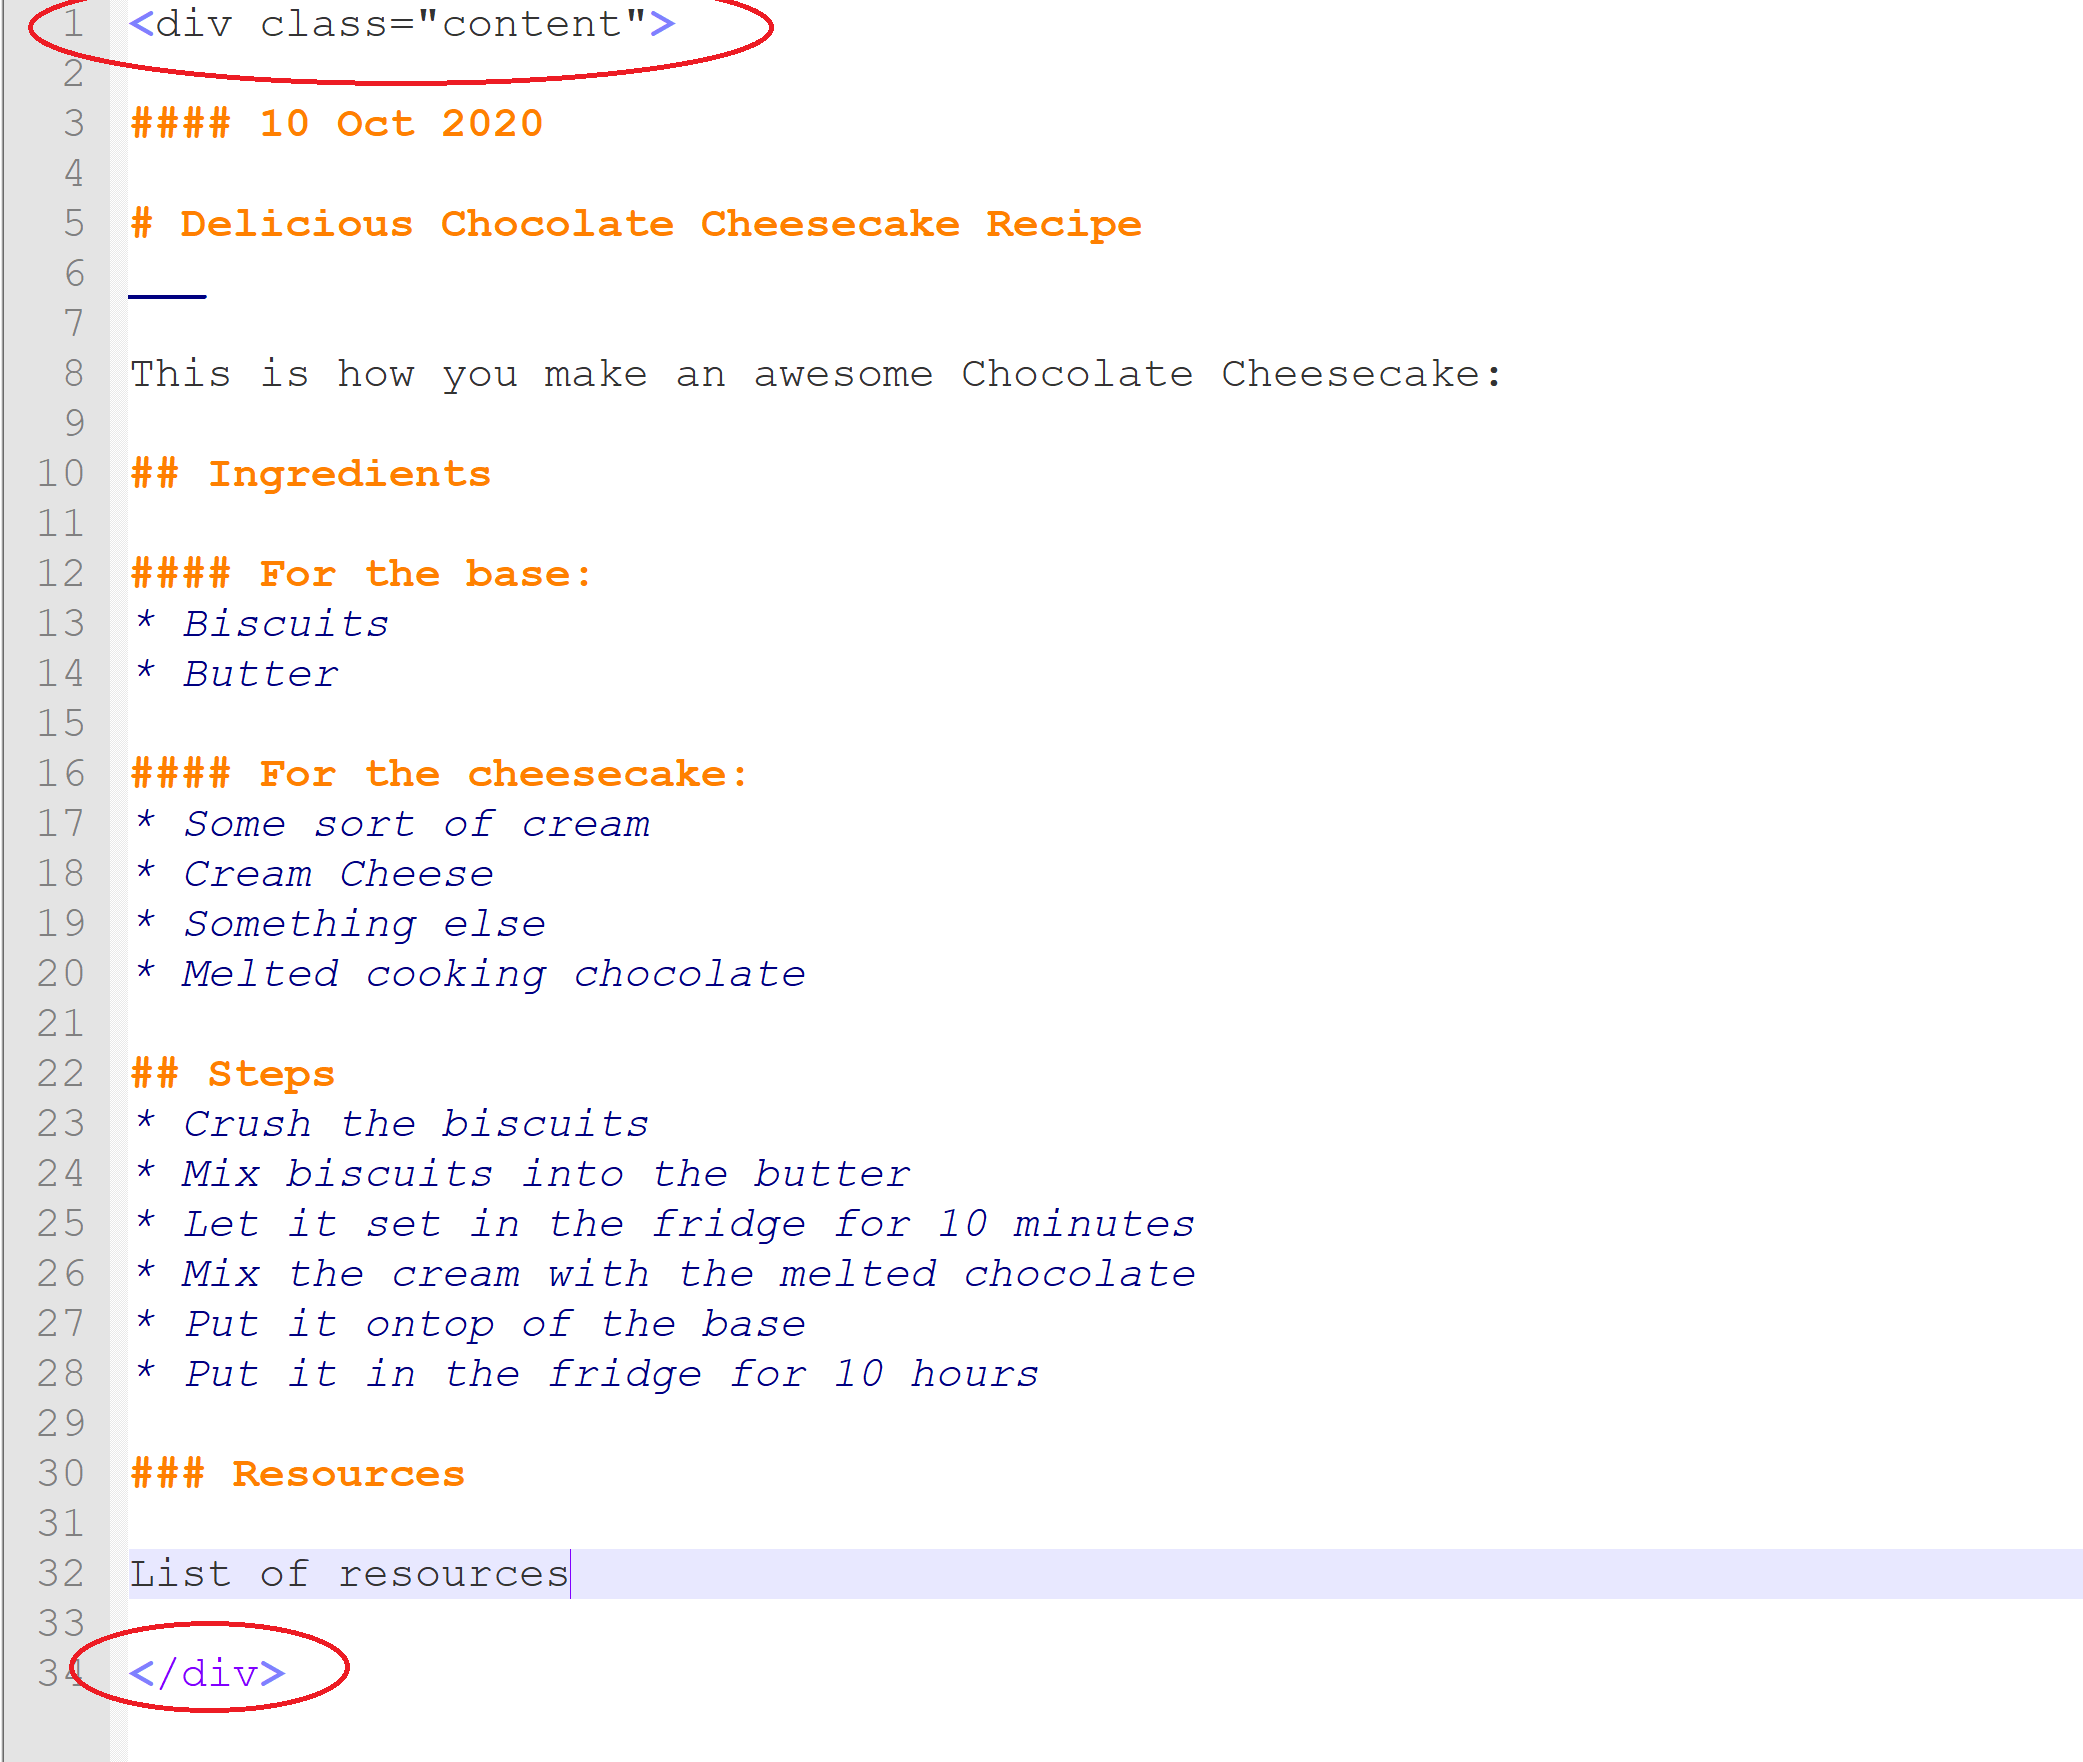 1 <div class="content">
2
3 #### 10 Oct 2020
4
5 # Delicious Chocolate Cheesecake Recipe
6 ___
7
8 This is how you make an awesome Chocolate Cheesecake:
9
10 ## Ingredients
11
12 #### For the base:
13 * Biscuits
14 * Butter
15
16 #### For the cheesecake:
17 * Some sort of cream
18 * Cream Cheese
19 * Something else
20 * Melted cooking chocolate
21
22 ## Steps
23 * Crush the biscuits
24 * Mix biscuits into the butter
25 * Let it set in the fridge for 10 minutes
26 * Mix the cream with the melted chocolate
27 * Put it ontop of the base
28 * Put it in the fridge for 10 hours
29
30 ### Resources
31
32 List of resources
33
34 </div>